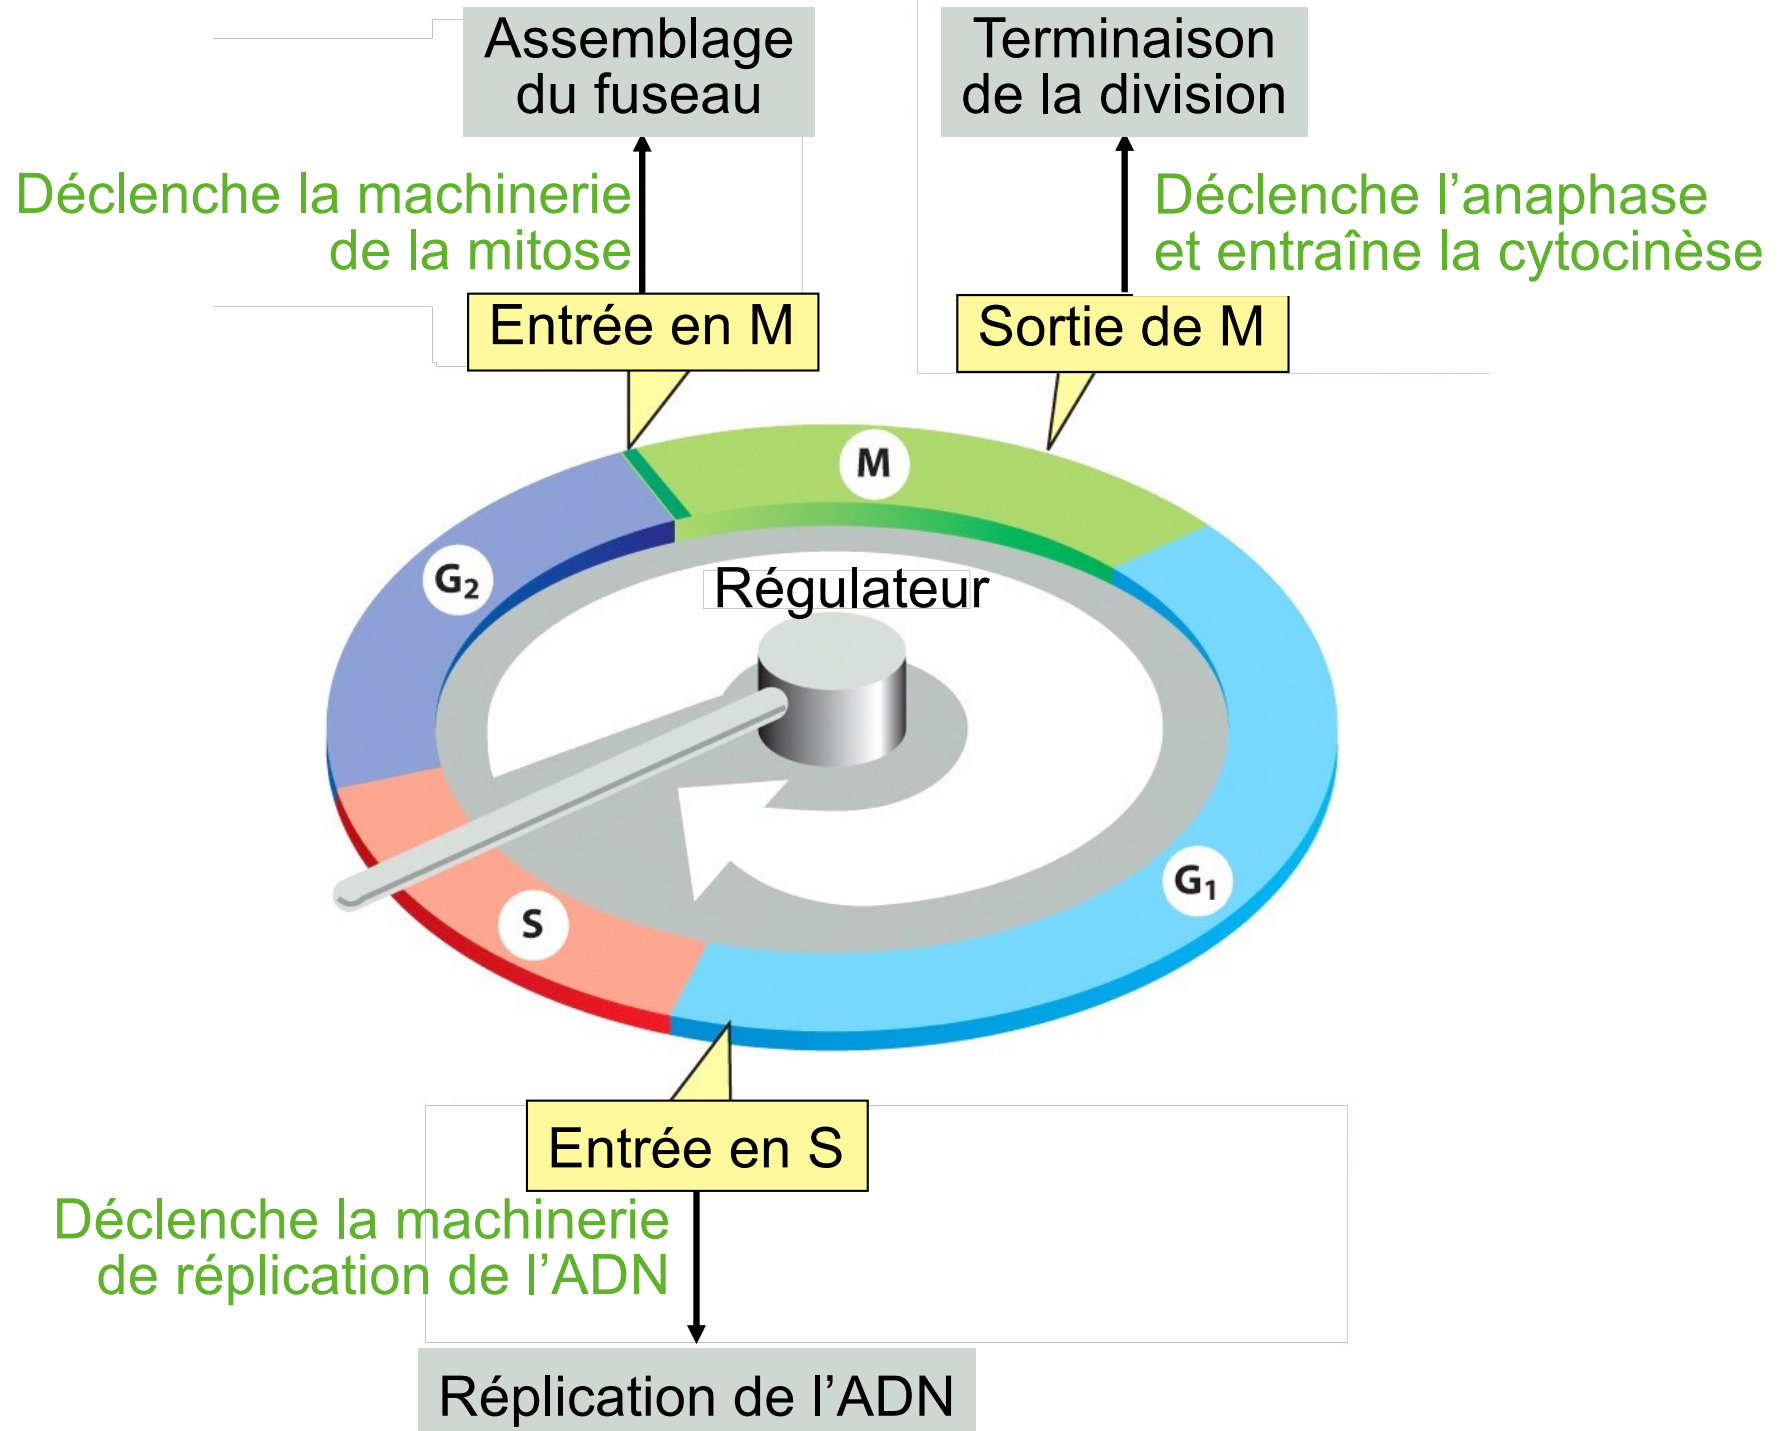 Assemblage
du fuseau
Terminaison
de la division
Déclenche la machinerie
de la mitose
Déclenche l’anaphase
et entraîne la cytocinèse
Entrée en M
Sortie de M
M
G₂
Régulateur
G₁
S
Entrée en S
Déclenche la machinerie
de réplication de l’ADN
Réplication de l’ADN